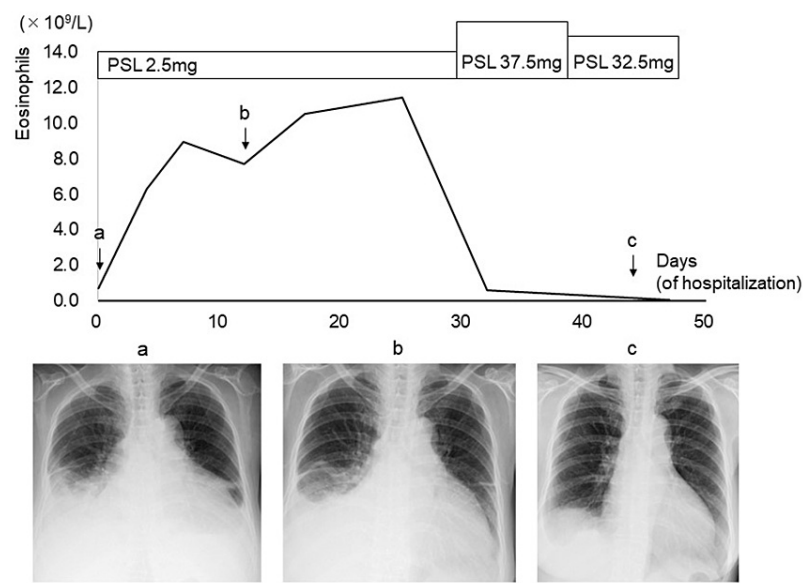 (×10⁹/L)
Eosinophils
14.0
12.0
10.0
8.0
6.0
4.0
2.0
0.0
PSL 2.5mg
PSL 37.5mg
PSL 32.5mg
a
b
c
Days
(of hospitalization)
0 10 20 30 40 50
a b c